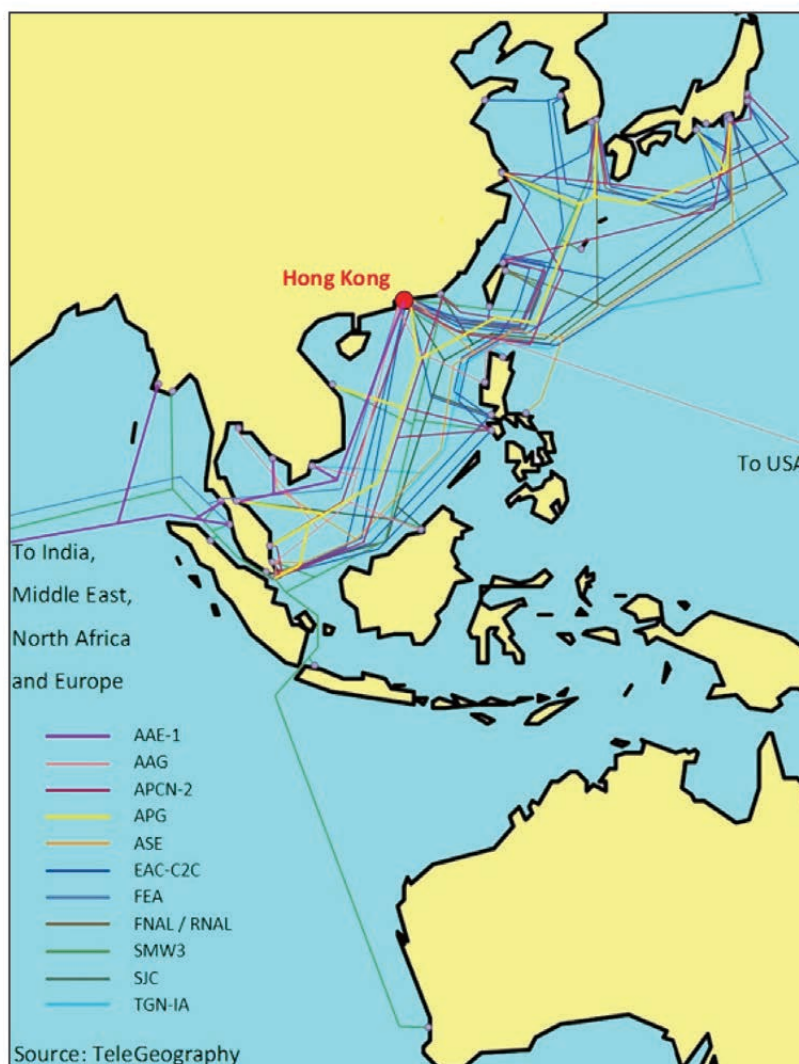 Hong Kong
To USA
To India,
Middle East,
North Africa
and Europe
AAE-1
AAG
APCN-2
APG
ASE
EAC-C2C
FEA
FNAL / RNAL
SMW3
SJC
TGN-IA
Source: TeleGeography